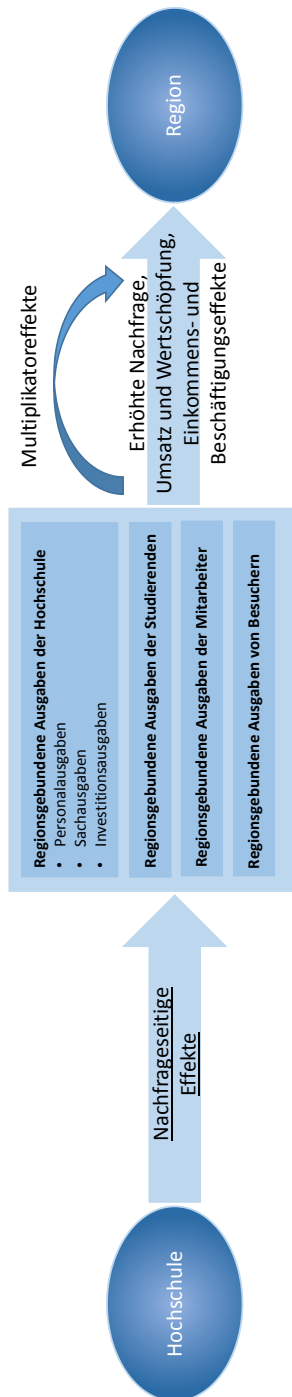 Hochschule
Nachfrageseitige
Effekte
Regionsgebundene Ausgaben der Hochschule
• Personalausgaben
• Sachausgaben
• Investitionsausgaben
Regionsgebundene Ausgaben der Studierenden
Regionsgebundene Ausgaben der Mitarbeiter
Regionsgebundene Ausgaben von Besuchern
Multiplikatoreffekte
Erhöhte Nachfrage,
Umsatz und Wertschöpfung,
Einkommens- und
Beschäftigungseffekte
Region